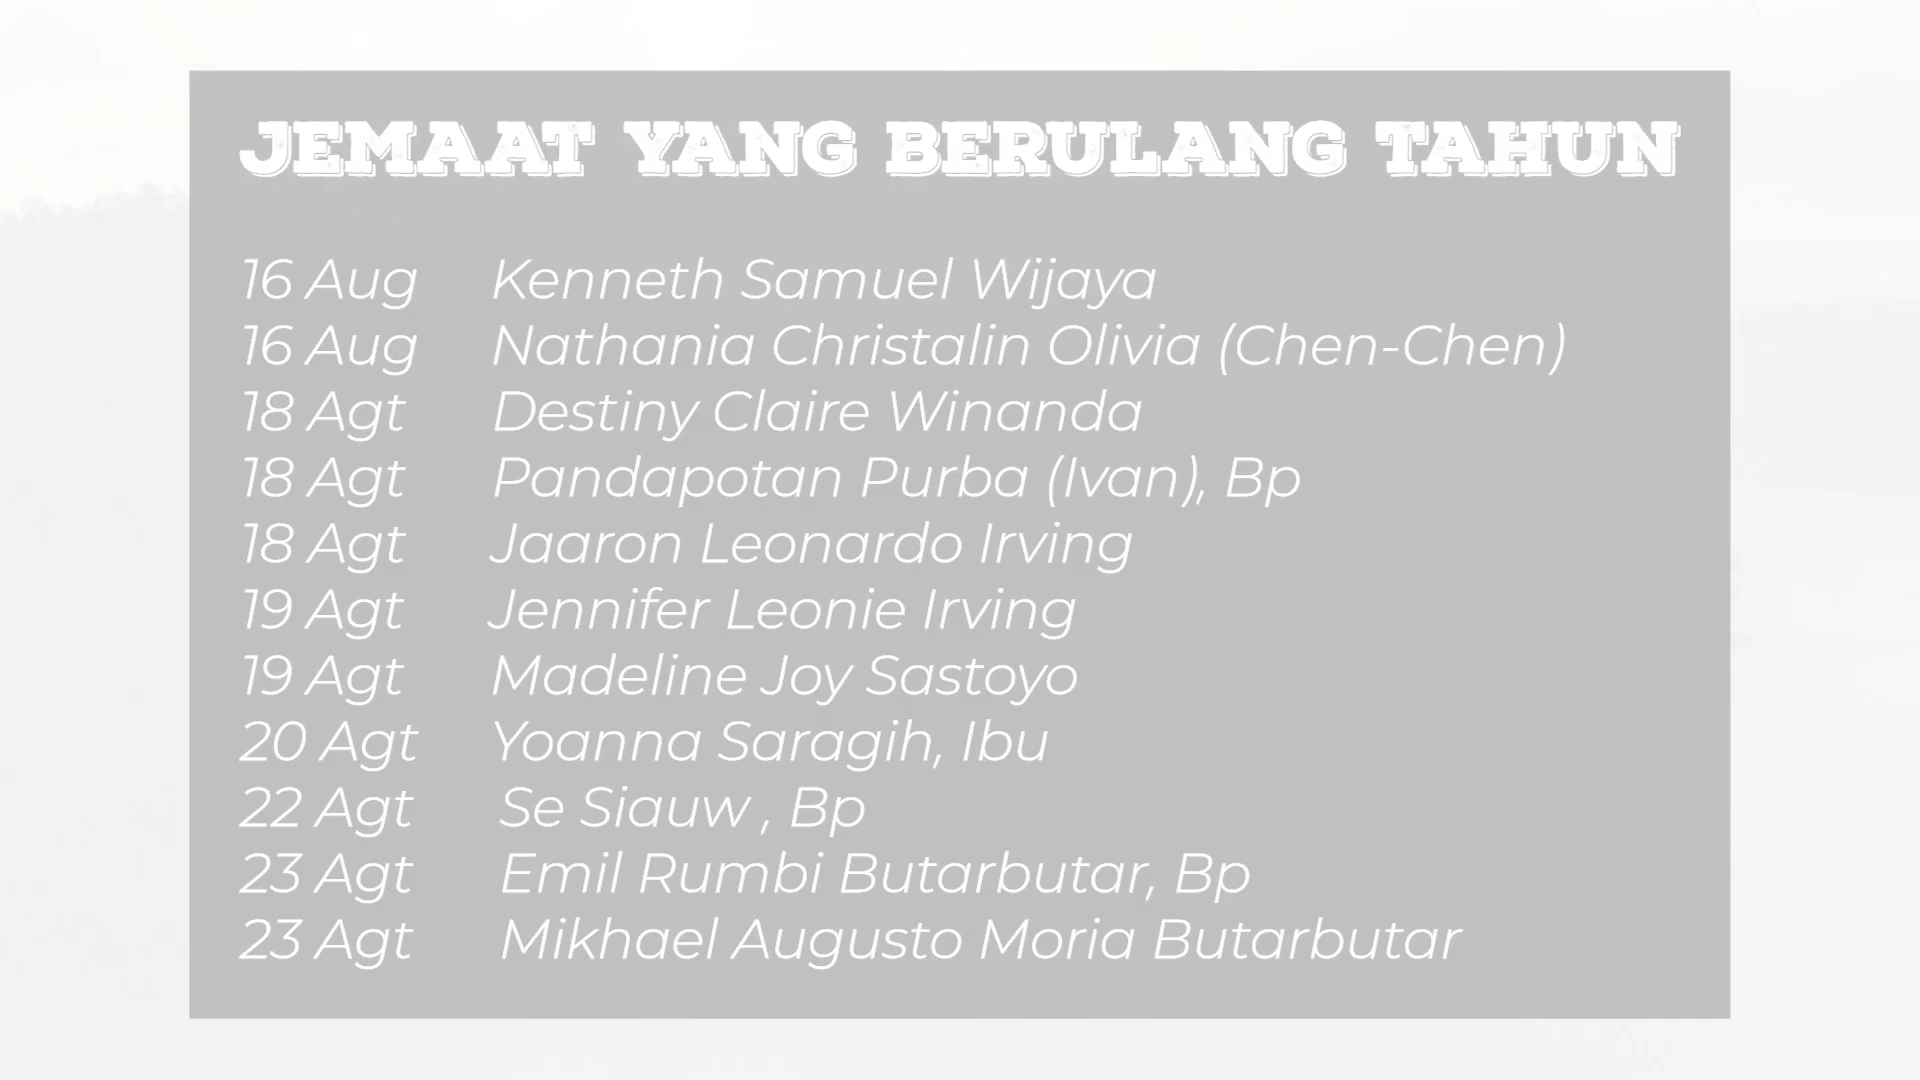 JEMAAT YANG BERULANG TAHUN
16 Aug Kenneth Samuel Wijaya
16 Aug Nathania Christalin Olivia (Chen-Chen)
18 Agt Destiny Claire Winanda
18 Agt Pandapotan Purba (Ivan), Bp
18 Agt Jaaron Leonardo Irving
19 Agt Jennifer Leonie Irving
19 Agt Madeline Joy Sastoyo
20 Agt Yoanna Saragih, Ibu
22 Agt Se Siauw , Bp
23 Agt Emil Rumbi Butarbutar, Bp
23 Agt Mikhael Augusto Moria Butarbutar